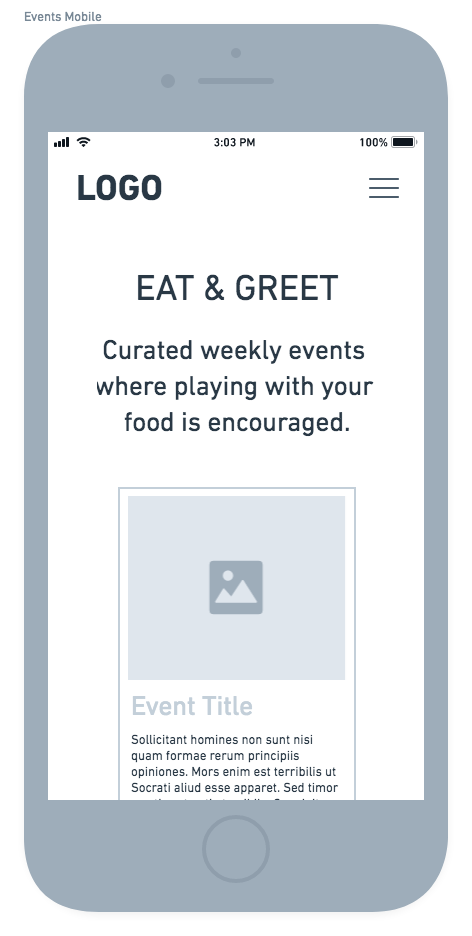 Events Mobile
3:03 PM 100%
LOGO
EAT & GREET
Curated weekly events
where playing with your
food is encouraged.
Event Title
Sollicitant homines non sunt nisi
quam formae rerum principiis
opiniones. Mors enim est terribilis ut
Socrati aliud esse apparet. Sed timor